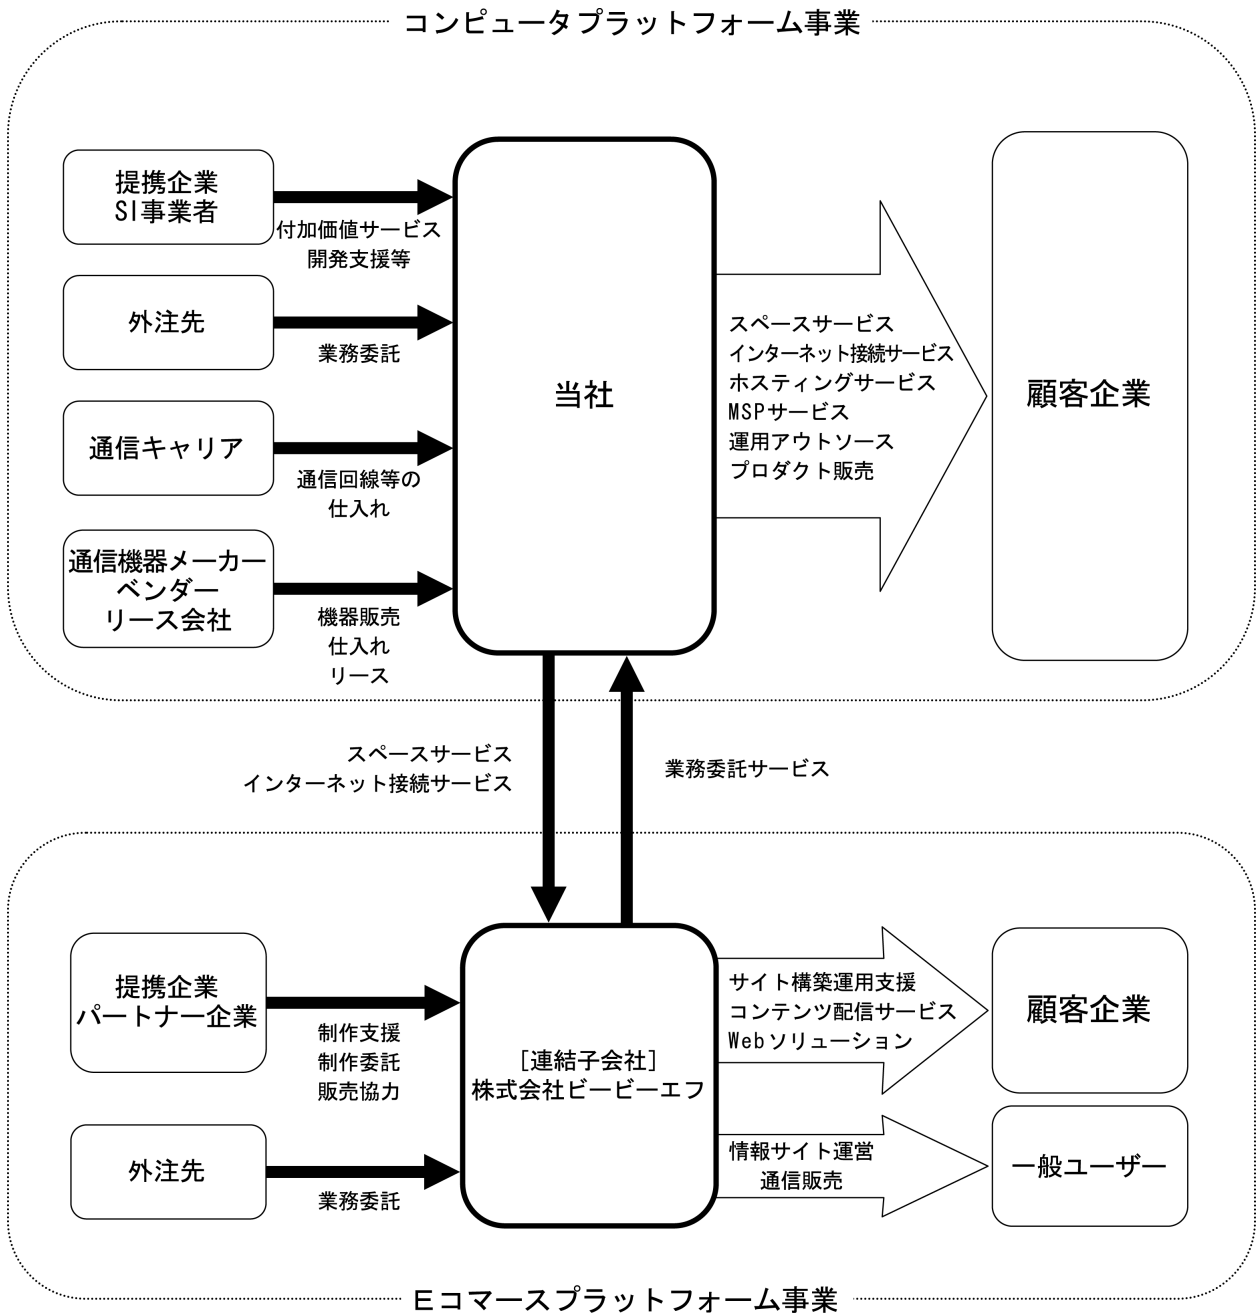 コンピュータプラットフォーム事業
提携企業
SI事業者
付加価値サービス
開発支援等
外注先
業務委託
通信キャリア
通信回線等の
仕入れ
通信機器メーカー
ベンダー
リース会社
機器販売
仕入れ
リース
当社
スペースサービス
インターネット接続サービス
ホスティングサービス
MSPサービス
運用アウトソース
プロダクト販売
顧客企業
スペースサービス
インターネット接続サービス
業務委託サービス
提携企業
パートナー企業
制作支援
制作委託
販売協力
外注先
業務委託
[連結子会社]
株式会社ビービーエフ
サイト構築運用支援
コンテンツ配信サービス
Webソリューション
顧客企業
情報サイト運営
通信販売
一般ユーザー
Eコマースプラットフォーム事業